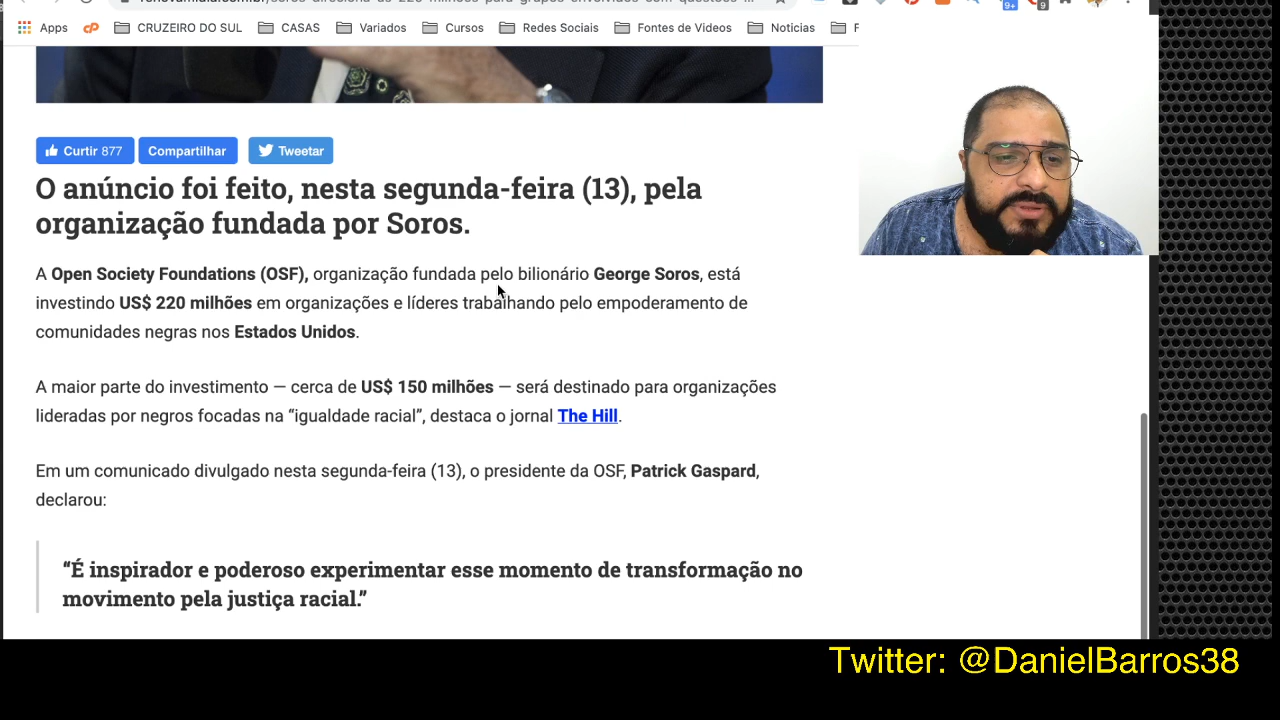 Apps
CRUZEIRO DO SUL
CASAS
Variados
Cursos
Redes Sociais
Fontes de Videos
Noticias
F
9+
9
Curtir 877
Compartilhar
Tweetar
O anúncio foi feito, nesta segunda-feira (13), pela
organização fundada por Soros.
A Open Society Foundations (OSF), organização fundada pelo bilionário George Soros, está
investindo US$ 220 milhões em organizações e líderes trabalhando pelo empoderamento de
comunidades negras nos Estados Unidos.
A maior parte do investimento — cerca de US$ 150 milhões — será destinado para organizações
lideradas por negros focadas na “igualdade racial”, destaca o jornal The Hill.
Em um comunicado divulgado nesta segunda-feira (13), o presidente da OSF, Patrick Gaspard,
declarou:
“É inspirador e poderoso experimentar esse momento de transformação no
movimento pela justiça racial.”
Twitter: @DanielBarros38